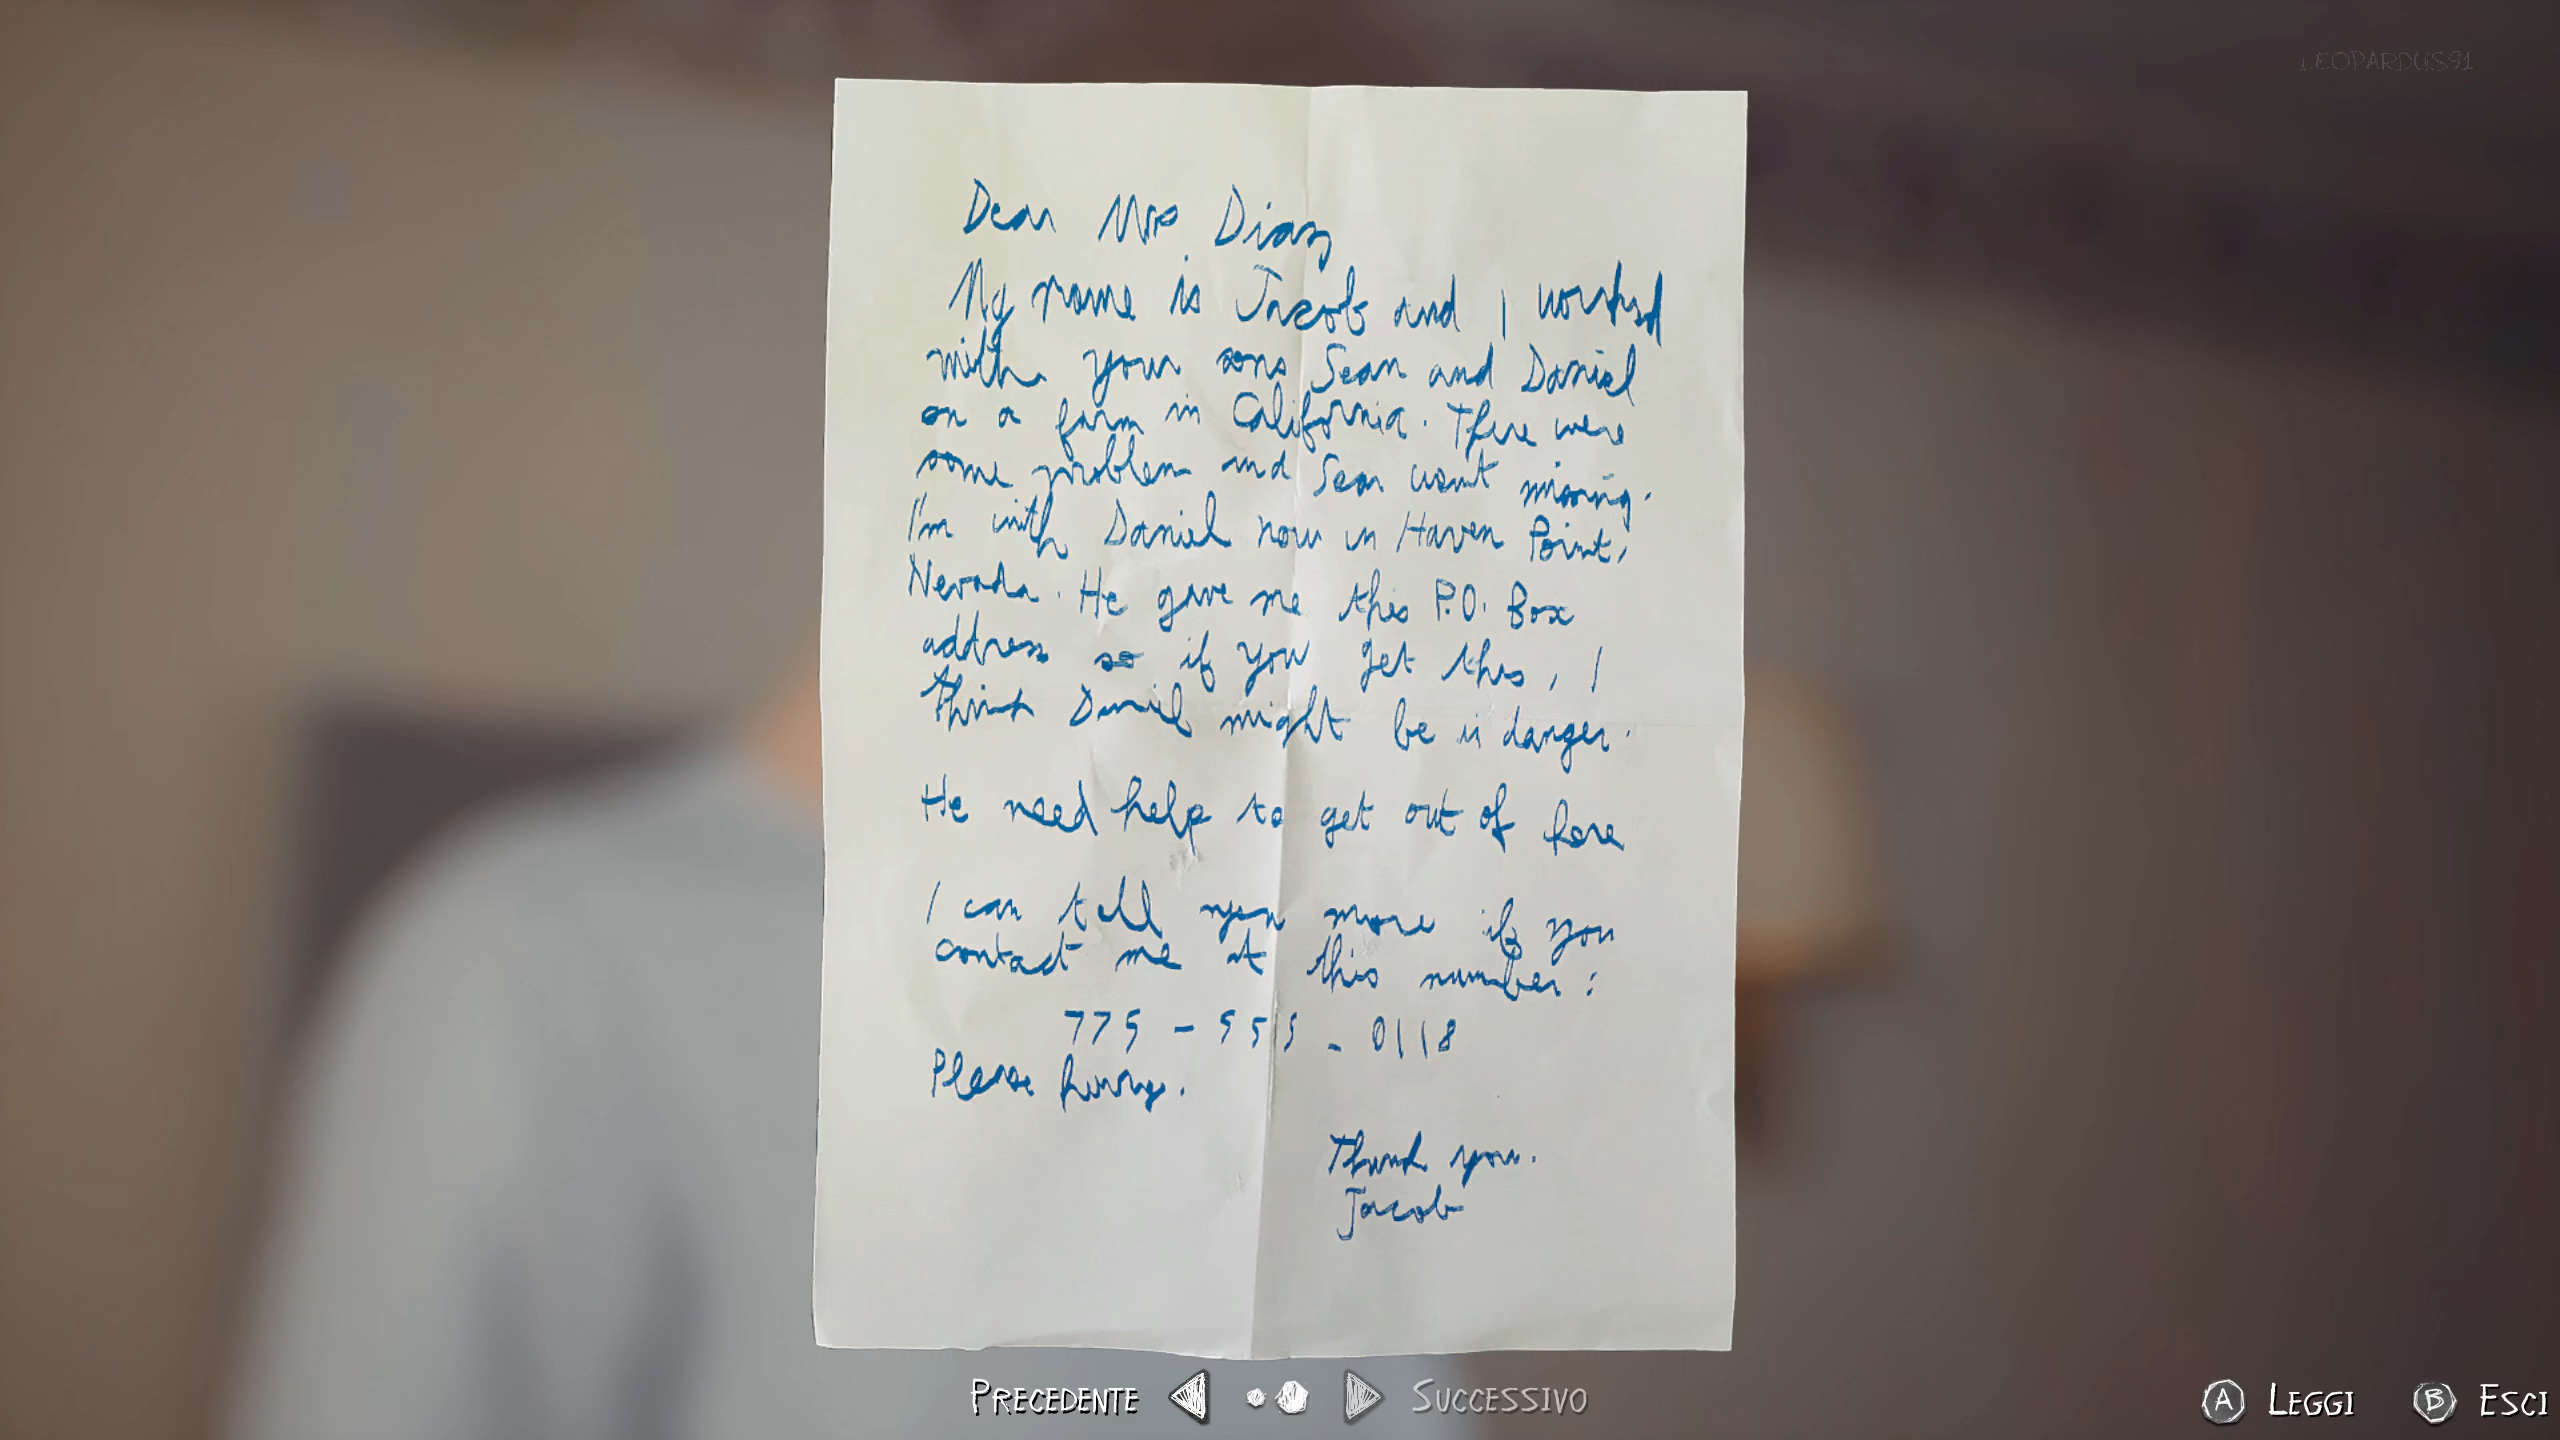 LEOPARDUS91
Dear Mrs Diaz
My name is Jacob and I worked
with your sons Sean and Daniel
on a farm in California. There were
some problem and Sean went missing.
I'm with Daniel now in Haven Point,
Nevada. He gave me this P.O. Box
address so if you get this, I
think Daniel might be in danger.
He need help to get out of here
I can tell you more if you
contact me at this number:
775 - 555 - 0118
Please hurry.
Thank you.
Jacob
PRECEDENTE SUCCESSIVO
A LEGGI B ESCI